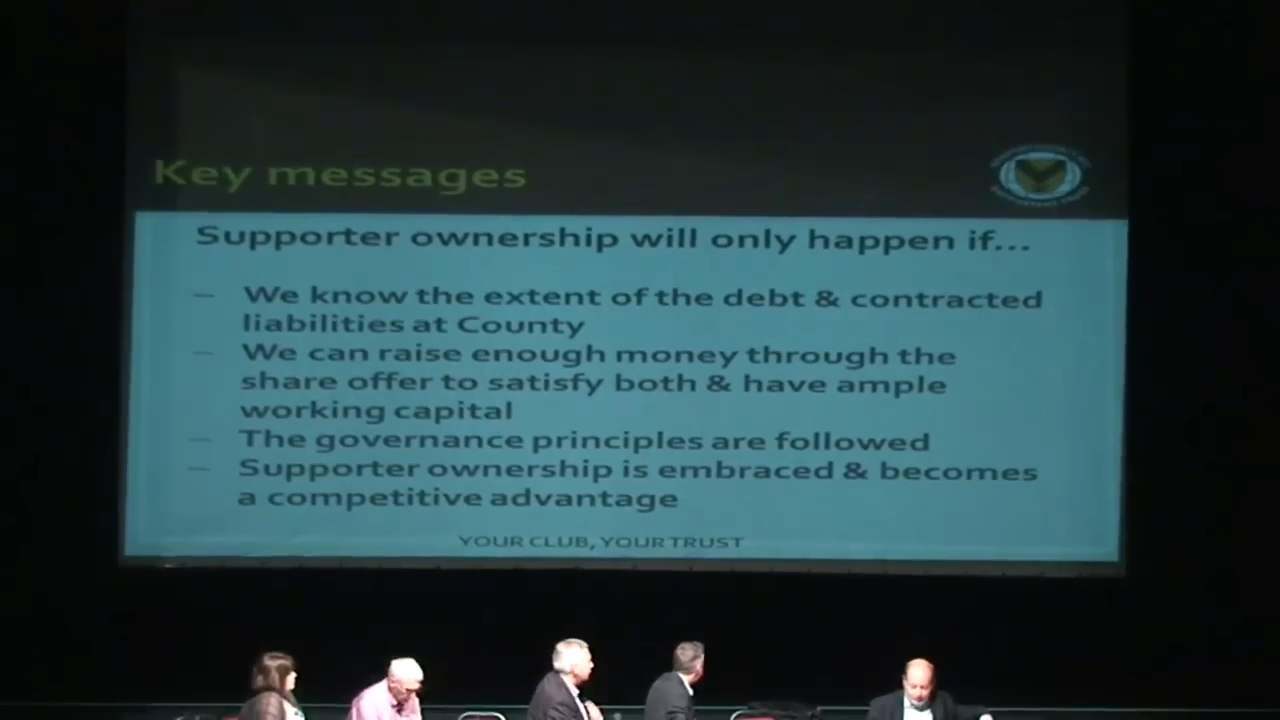 Key messages
Supporter ownership will only happen if...
– We know the extent of the debt & contracted
liabilities at County
– We can raise enough money through the
share offer to satisfy both & have ample
working capital
– The governance principles are followed
– Supporter ownership is embraced & becomes
a competitive advantage
YOUR CLUB, YOUR TRUST